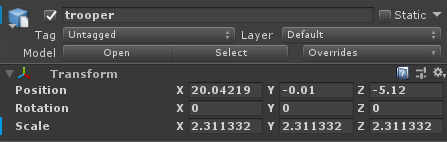 trooper Static
Tag Untagged Layer Default
Model Open Select Overrides
Transform
Position X 20.04219 Y -0.01 Z -5.12
Rotation X 0 Y 0 Z 0
Scale X 2.311332 Y 2.311332 Z 2.311332